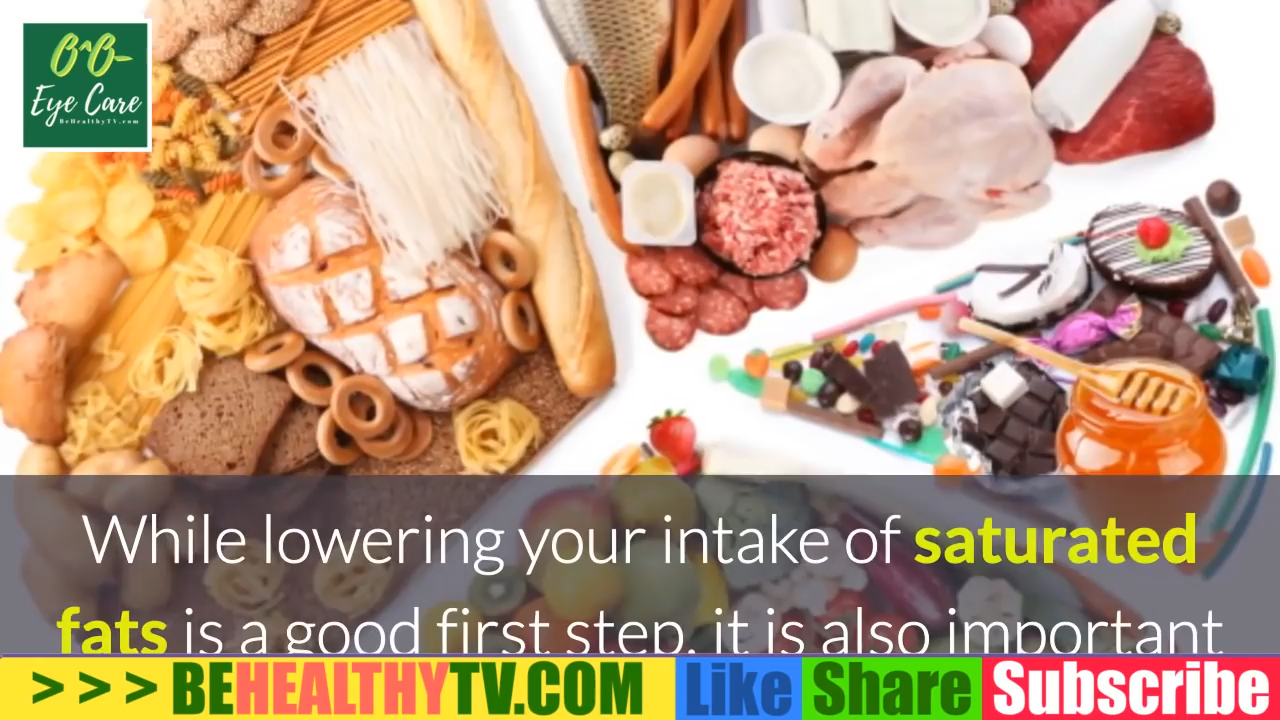 B^B-
Eye Care
BeHealthyTV.com
While lowering your intake of saturated
fats is a good first step, it is also important
> > > BEHEALTHYTV.COM Like Share Subscribe